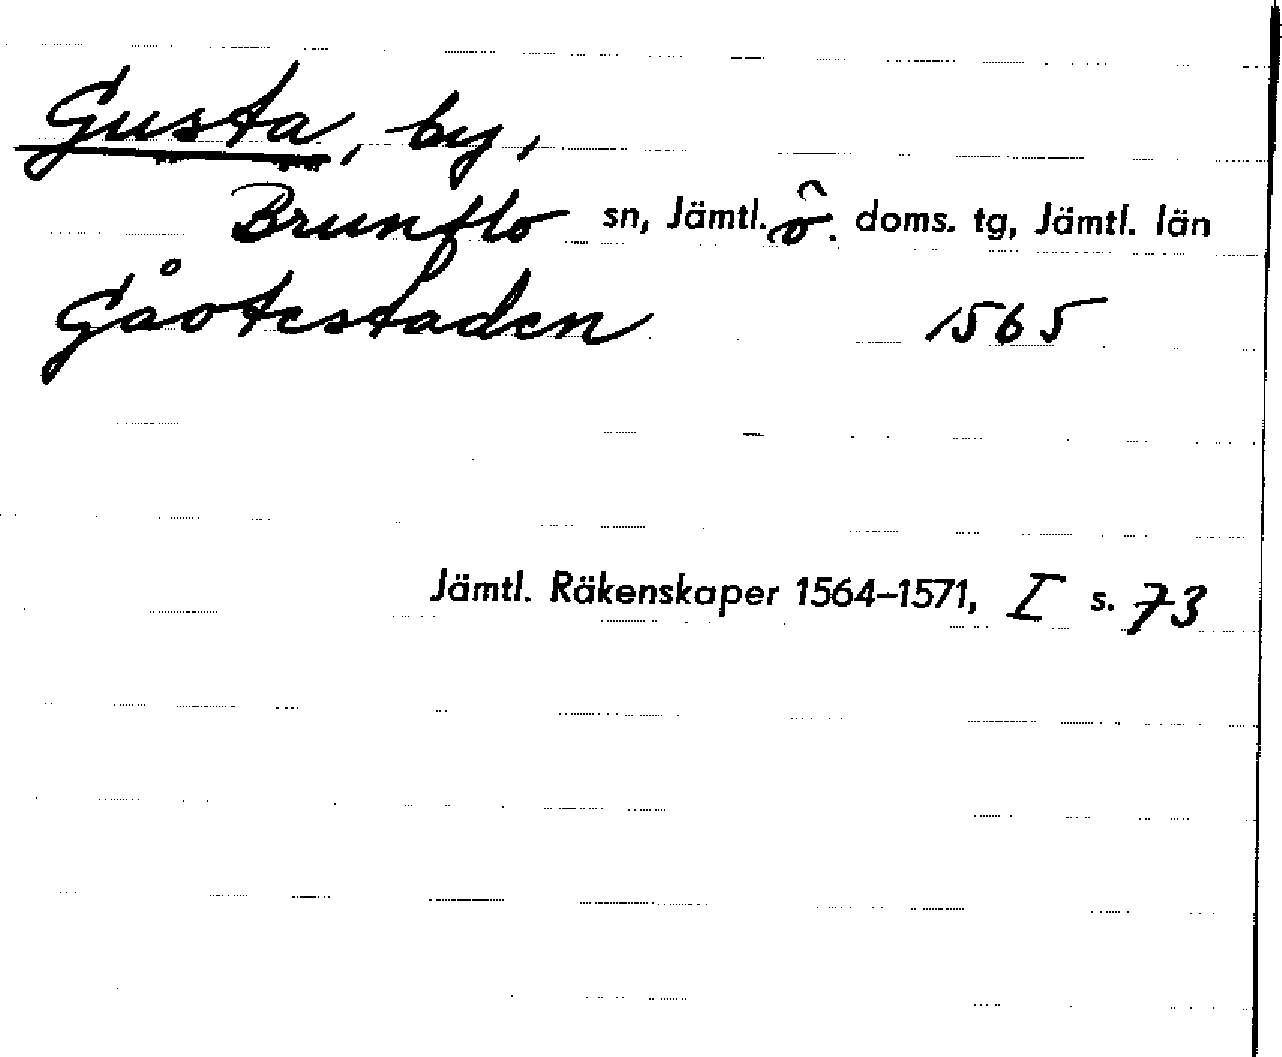 Gusta, by,
Brunflo sn, Jämtl. ö. doms. tg, Jämtl. län
Gåotestaden 1565
Jämtl. Räkenskaper 1564–1571, I s. 73